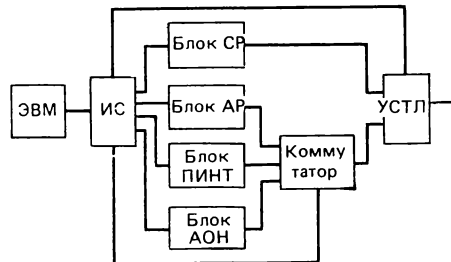 Блок СР
ЭВМ
ИС
Блок АР
УСТЛ
Блок
ПИНТ
Комму
татор
Блок
АОН